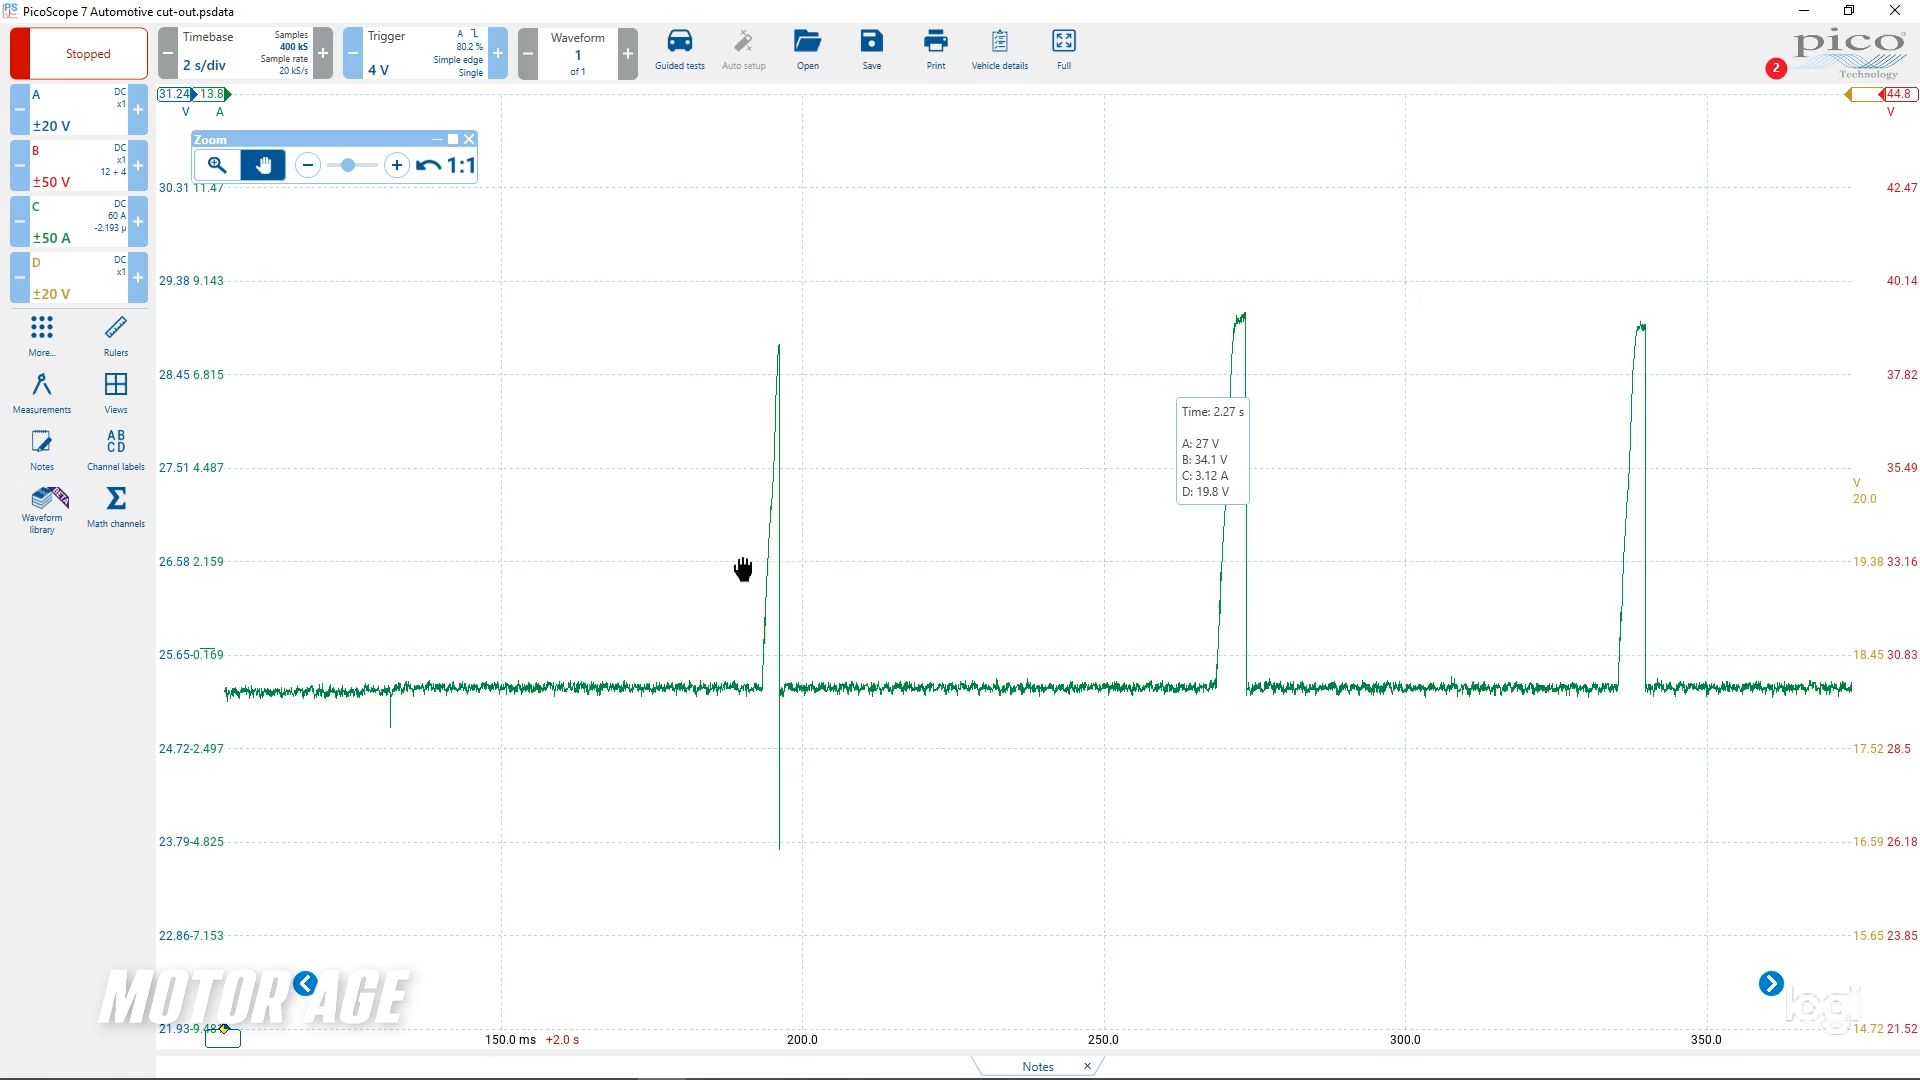 PicoScope 7 Automotive cut-out.psdata
Stopped
Timebase
2 s/div
Samples
400 kS
Sample rate
20 kS/s
Trigger
4 V
A
80.2 %
Simple edge
Single
Waveform
1
of 1
Guided tests
Auto setup
Open
Save
Print
Vehicle details
Full
2
pico
Technology
A
DC
x1
±20 V
B
DC
x1
12 + 4
±50 V
C
DC
60 A
-2.193 µ
±50 A
D
DC
x1
±20 V
More...
Rulers
Measurements
Views
Notes
AB
CD
Channel labels
BETA
Waveform
library
Math channels
31.24 13.8
V A
44.8
V
Zoom
1:1
30.31 11.47
42.47
29.38 9.143
40.14
28.45 6.815
37.82
Time: 2.27 s
A: 27 V
B: 34.1 V
C: 3.12 A
D: 19.8 V
27.51 4.487
35.49
V
20.0
26.58 2.159
19.38 33.16
25.65 -0.169
18.45 30.83
24.72 -2.497
17.52 28.5
23.79 -4.825
16.59 26.18
22.86 -7.153
15.65 23.85
MOTOR AGE
logi
21.93
14.72 21.52
150.0 ms +2.0 s
200.0
250.0
300.0
350.0
Notes